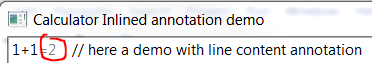 Calculator Inlined annotation demo
1+1=2 // here a demo with line content annotation